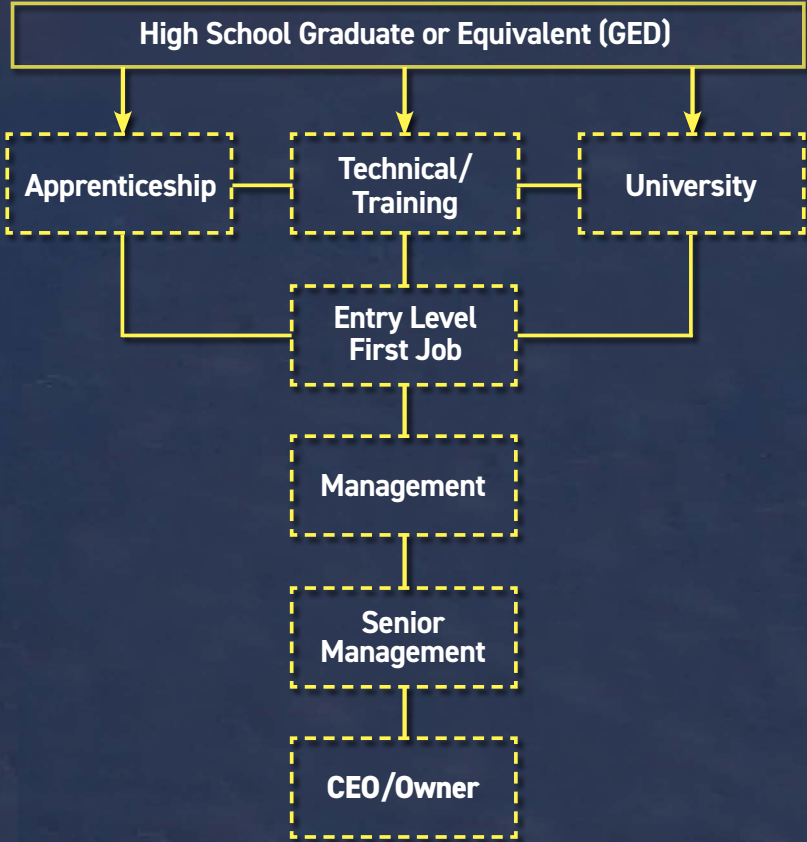 High School Graduate or Equivalent (GED)
Apprenticeship
Technical/
Training
University
Entry Level
First Job
Management
Senior
Management
CEO/Owner